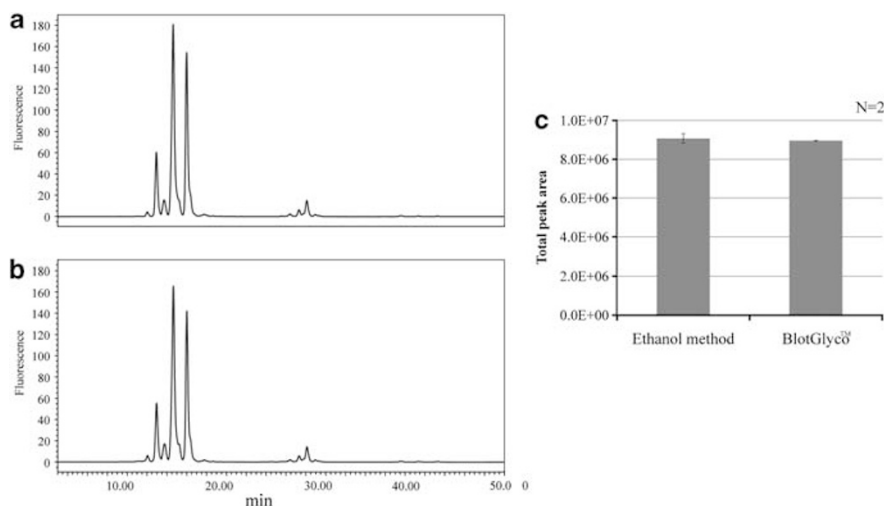 a
180
160
140
120
100
80
60
40
20
0
Fluorescence
b
180
160
140
120
100
80
60
40
20
0
Fluorescence
10.00 20.00 30.00 40.00 50.0 0
min
N=2
c
1.0E+07
8.0E+06
6.0E+06
4.0E+06
2.0E+06
0.0E+00
Total peak area
Ethanol method BlotGlyco™